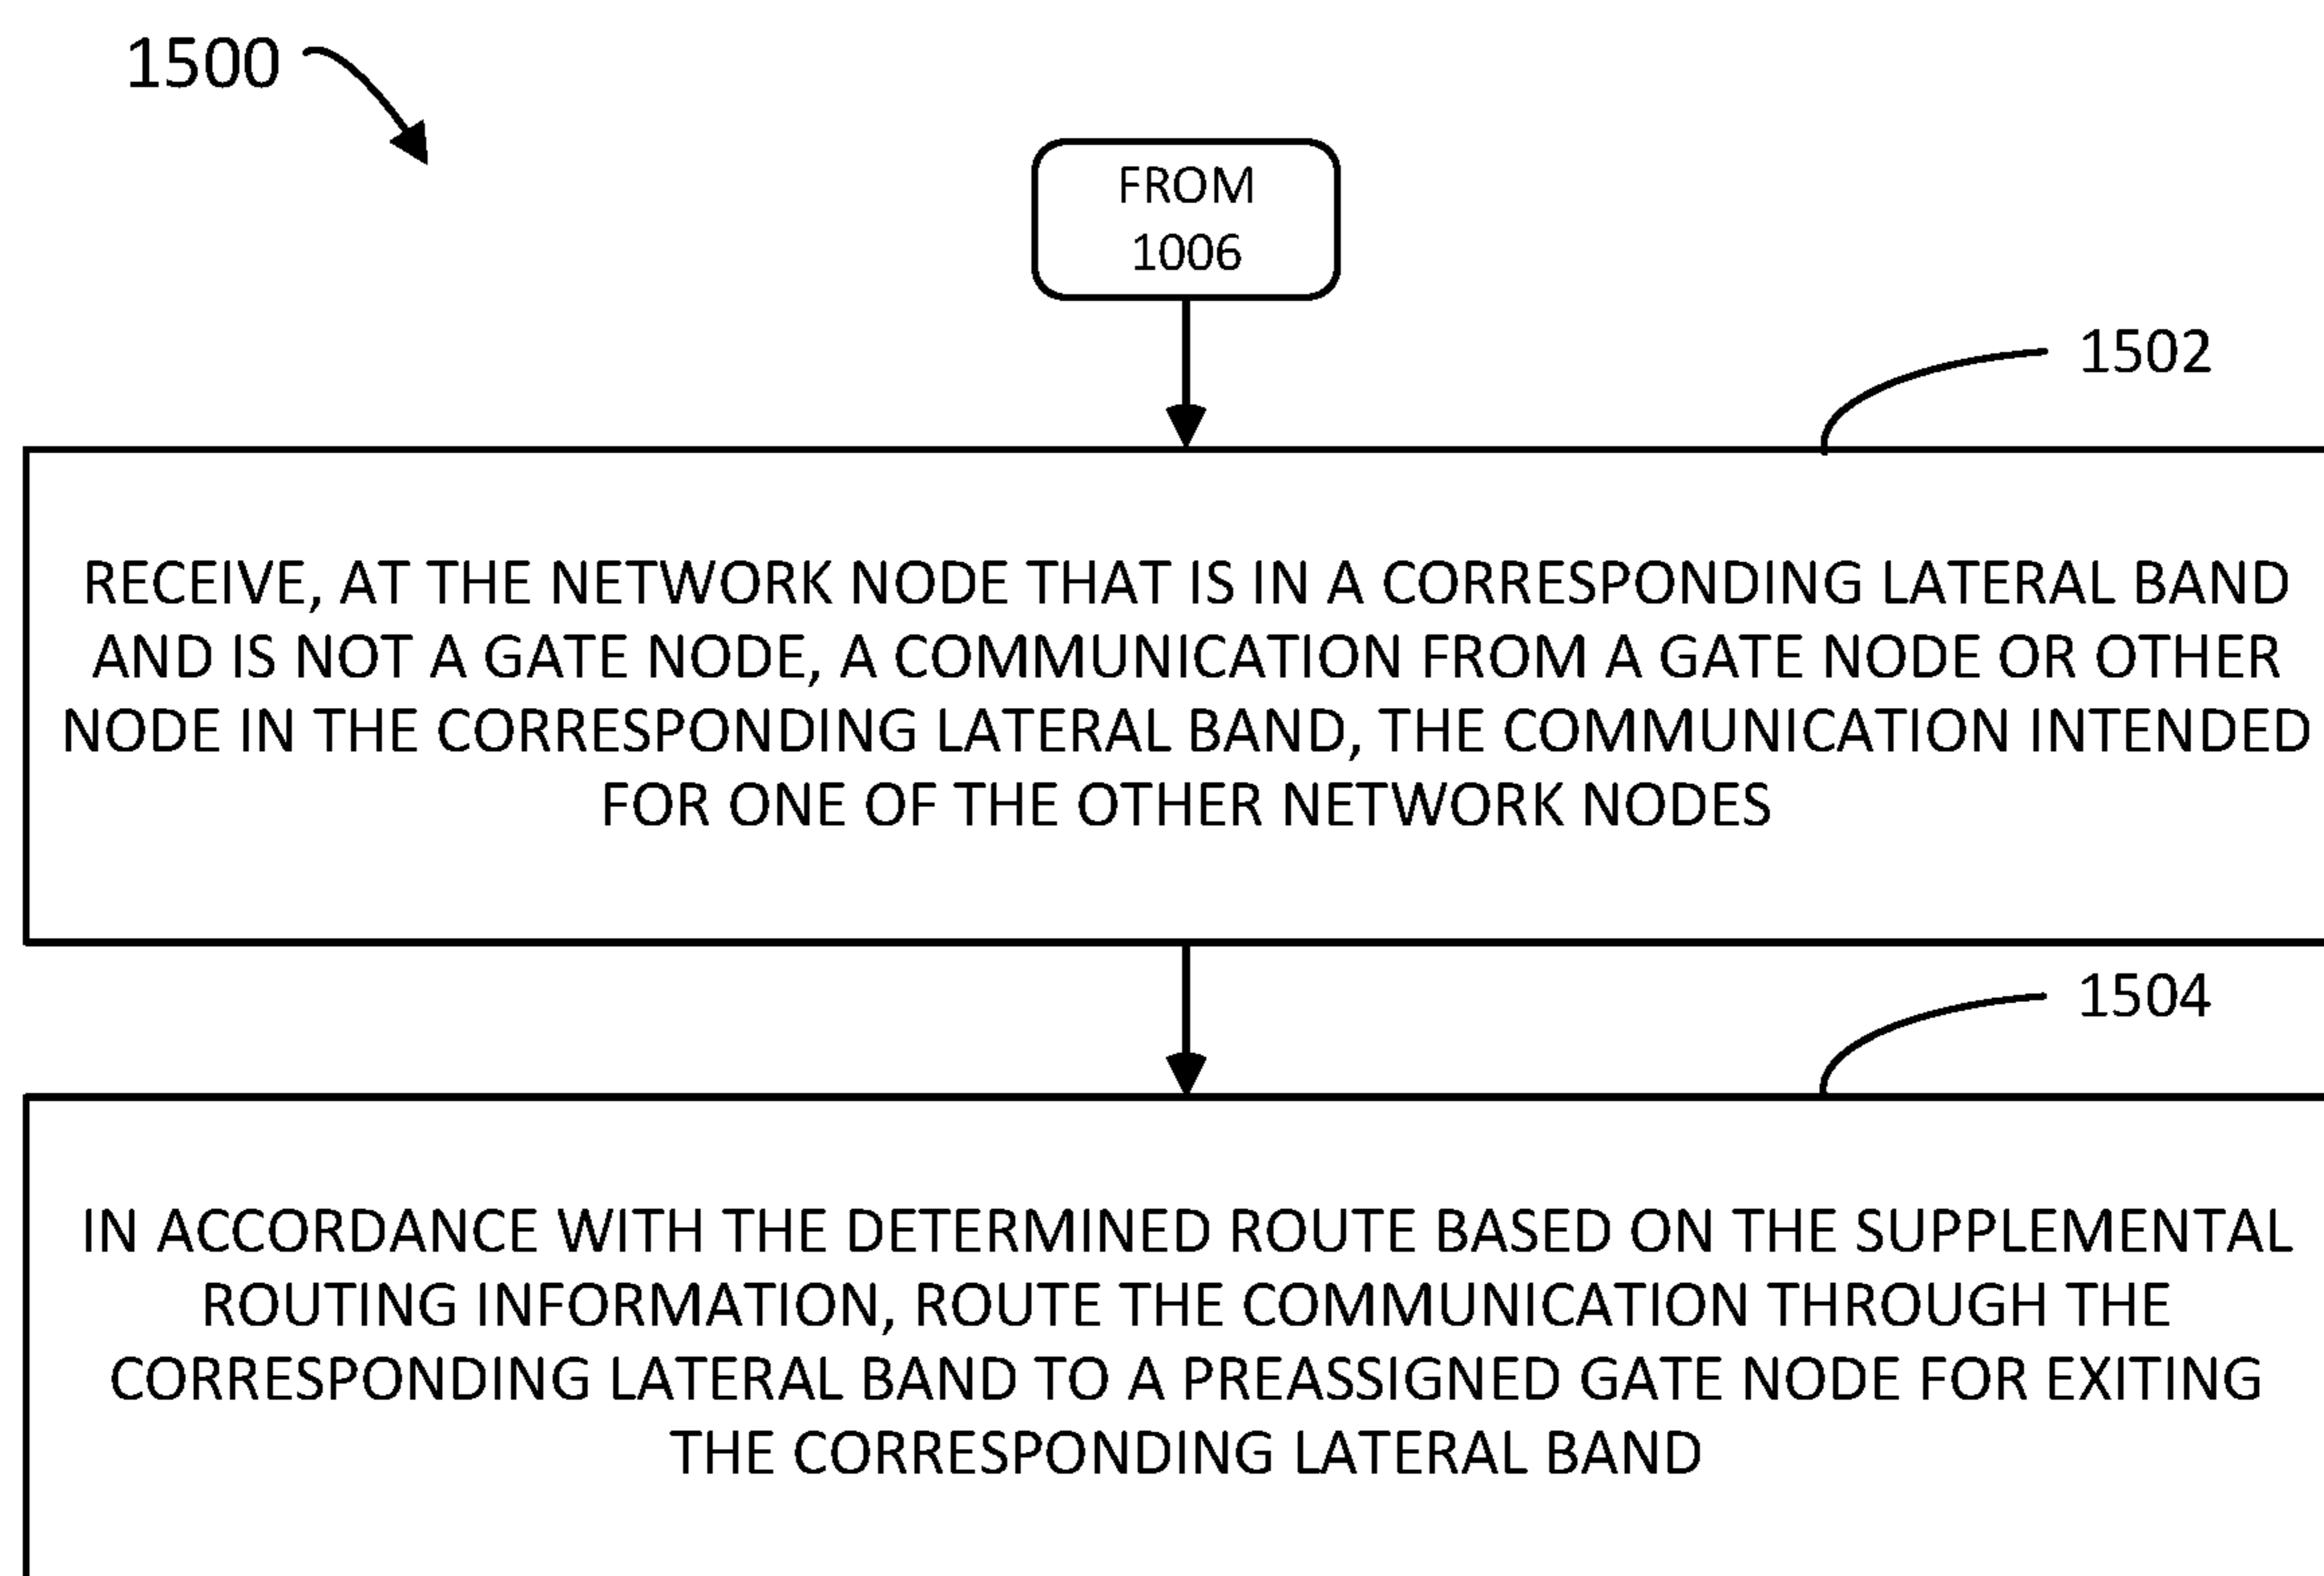 1500
FROM
1006
1502
RECEIVE, AT THE NETWORK NODE THAT IS IN A CORRESPONDING LATERAL BAND
AND IS NOT A GATE NODE, A COMMUNICATION FROM A GATE NODE OR OTHER
NODE IN THE CORRESPONDING LATERAL BAND, THE COMMUNICATION INTENDED
FOR ONE OF THE OTHER NETWORK NODES
1504
IN ACCORDANCE WITH THE DETERMINED ROUTE BASED ON THE SUPPLEMENTAL
ROUTING INFORMATION, ROUTE THE COMMUNICATION THROUGH THE
CORRESPONDING LATERAL BAND TO A PREASSIGNED GATE NODE FOR EXITING
THE CORRESPONDING LATERAL BAND